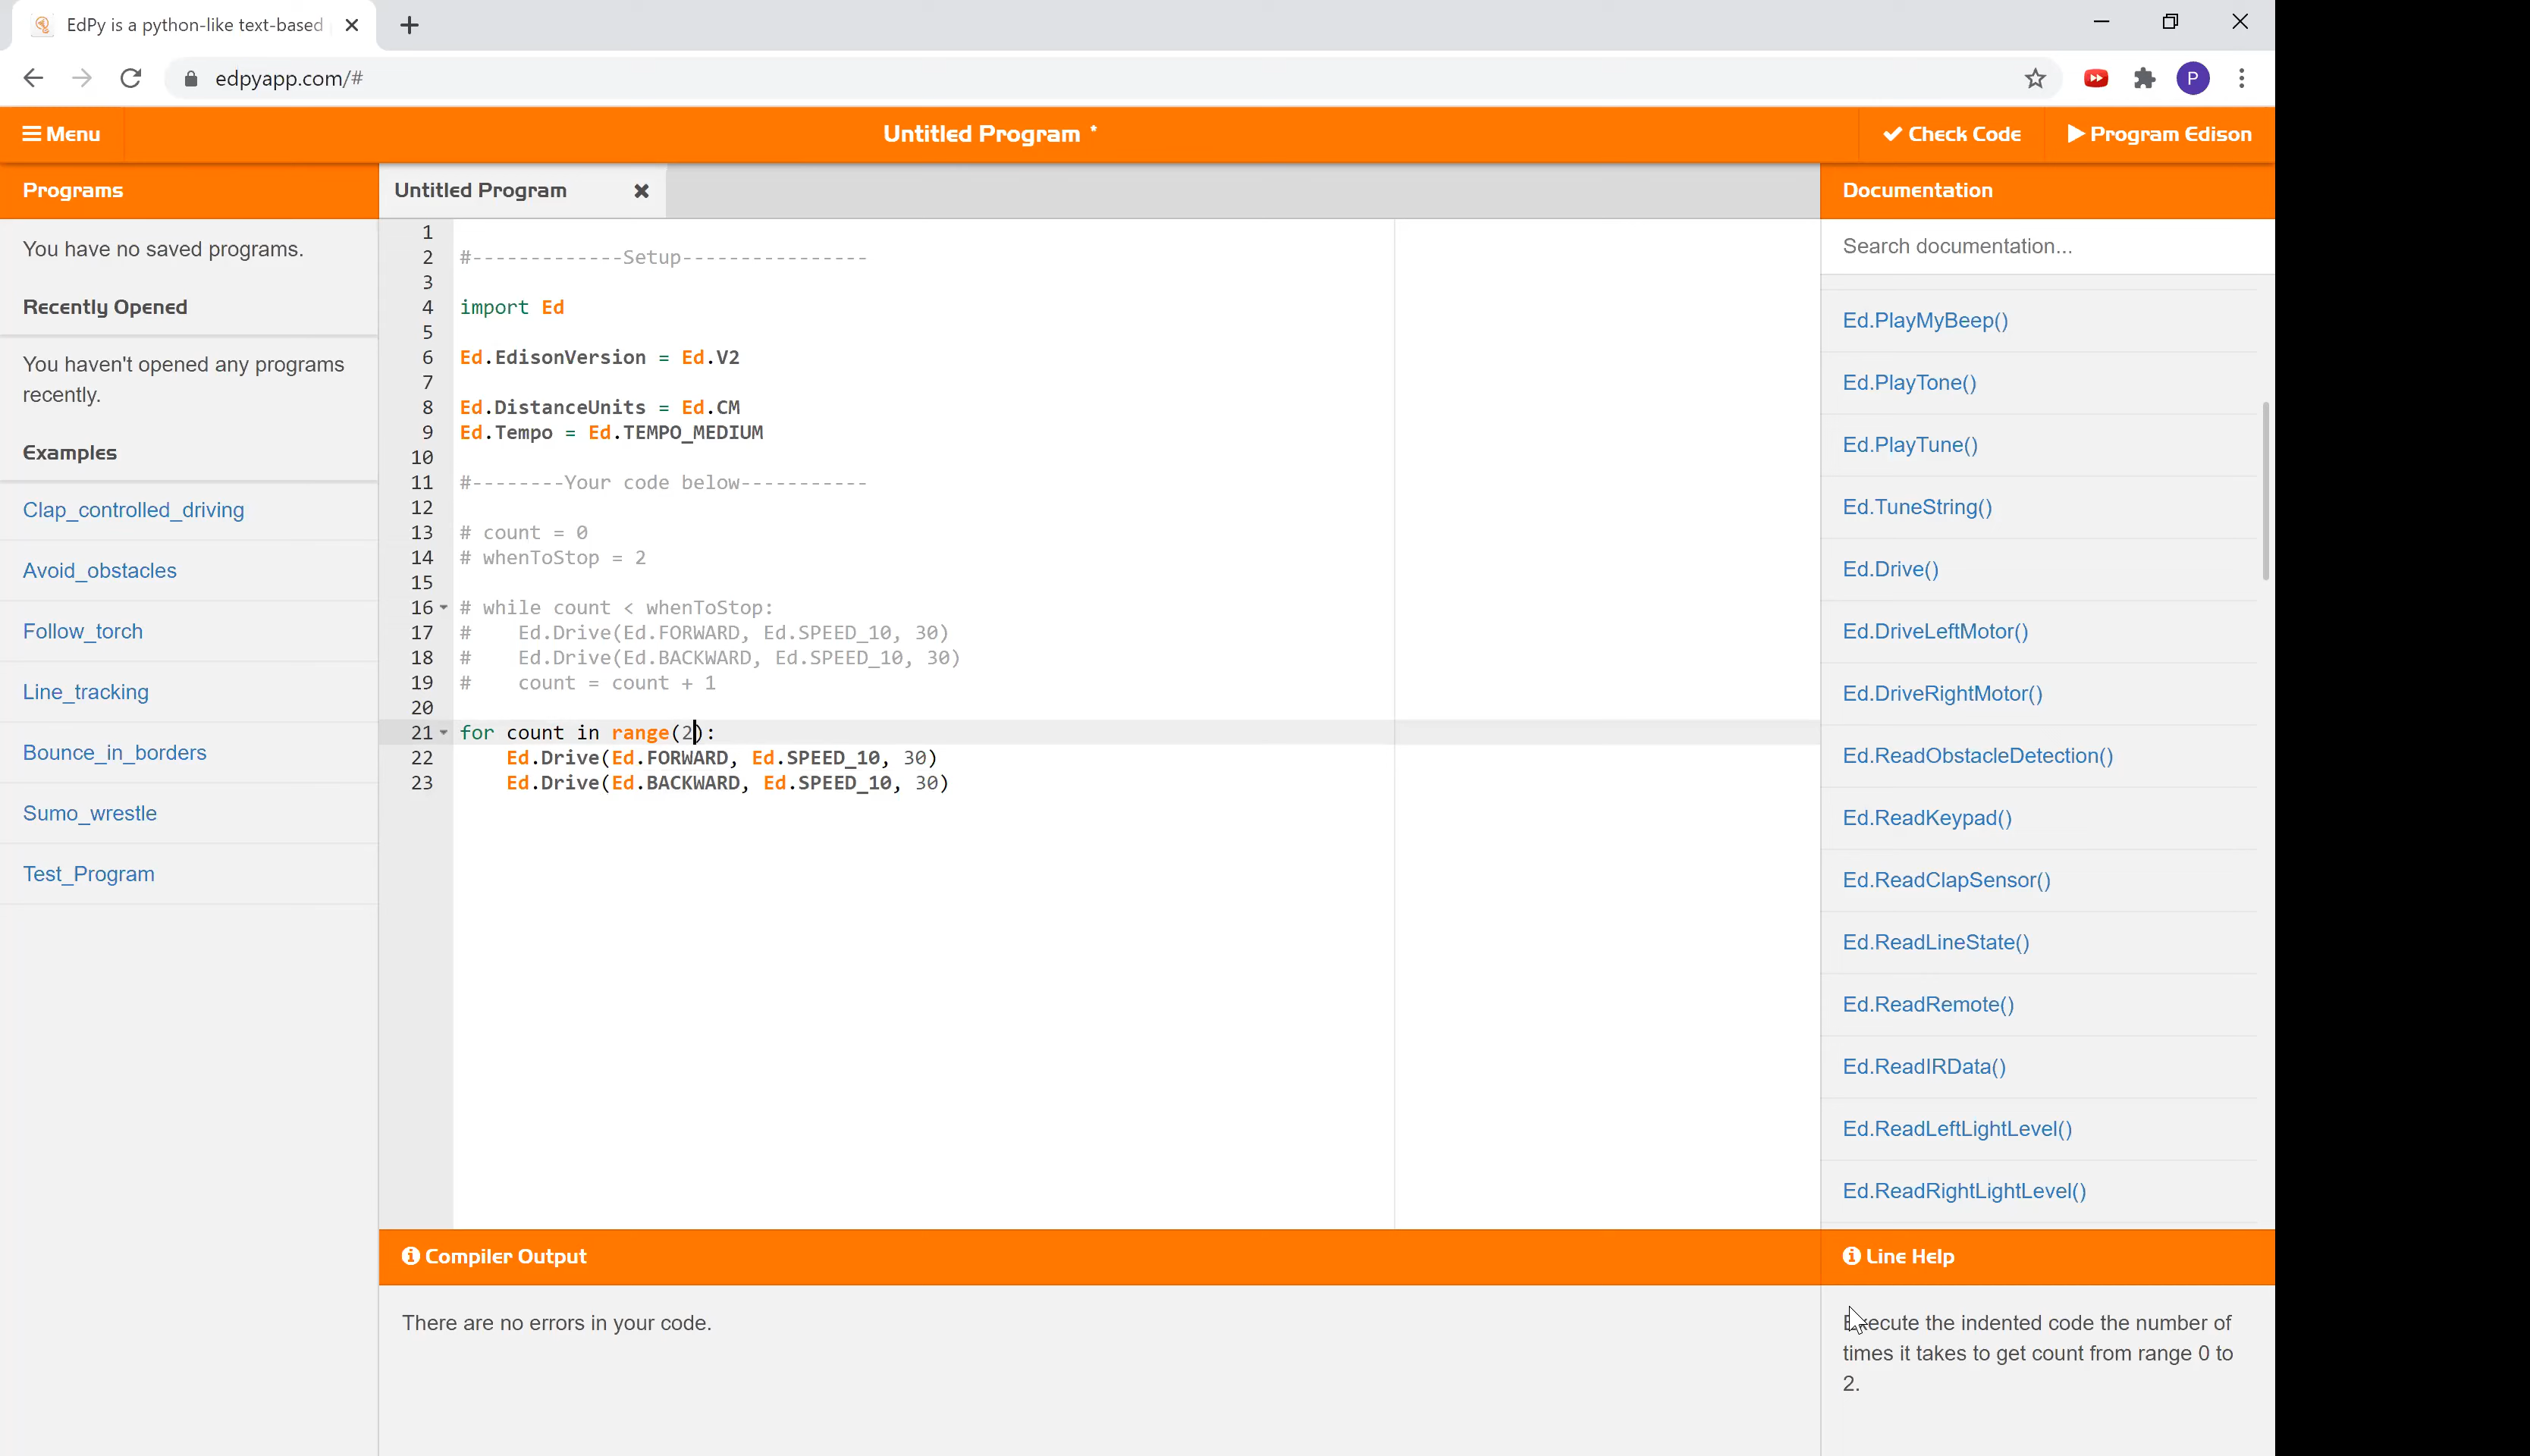 EdPy is a python-like text-based
edpyapp.com/#
P
Menu
Untitled Program *
Check Code
Program Edison
Programs
Untitled Program
Documentation
You have no saved programs.
Recently Opened
You haven't opened any programs
recently.
Examples
Clap_controlled_driving
Avoid_obstacles
Follow_torch
Line_tracking
Bounce_in_borders
Sumo_wrestle
Test_Program
1
2 #-------------Setup----------------
3
4 import Ed
5
6 Ed.EdisonVersion = Ed.V2
7
8 Ed.DistanceUnits = Ed.CM
9 Ed.Tempo = Ed.TEMPO_MEDIUM
10
11 #--------Your code below-----------
12
13 # count = 0
14 # whenToStop = 2
15
16 # while count < whenToStop:
17 #    Ed.Drive(Ed.FORWARD, Ed.SPEED_10, 30)
18 #    Ed.Drive(Ed.BACKWARD, Ed.SPEED_10, 30)
19 #    count = count + 1
20
21 for count in range(2):
22     Ed.Drive(Ed.FORWARD, Ed.SPEED_10, 30)
23     Ed.Drive(Ed.BACKWARD, Ed.SPEED_10, 30)
Search documentation...
Ed.PlayMyBeep()
Ed.PlayTone()
Ed.PlayTune()
Ed.TuneString()
Ed.Drive()
Ed.DriveLeftMotor()
Ed.DriveRightMotor()
Ed.ReadObstacleDetection()
Ed.ReadKeypad()
Ed.ReadClapSensor()
Ed.ReadLineState()
Ed.ReadRemote()
Ed.ReadIRData()
Ed.ReadLeftLightLevel()
Ed.ReadRightLightLevel()
Compiler Output
There are no errors in your code.
Line Help
Execute the indented code the number of
times it takes to get count from range 0 to
2.